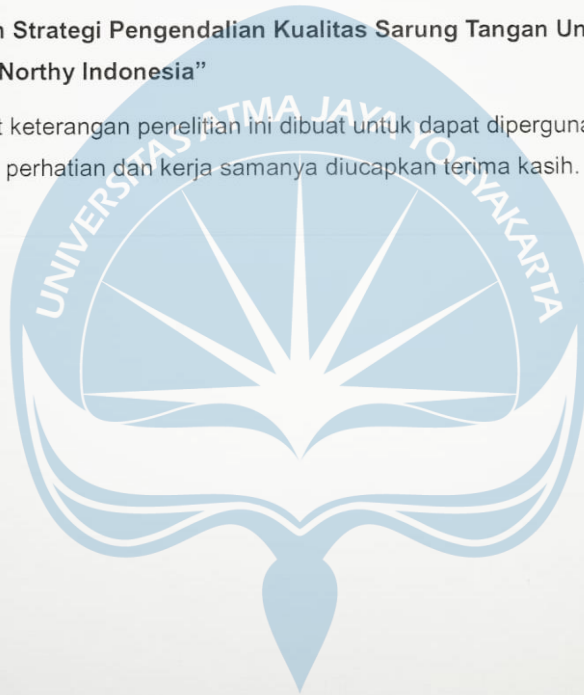 n Strategi Pengendalian Kualitas Sarung Tangan Un
Northy Indonesia”
t keterangan penelitian ini dibuat untuk dapat diperguna
perhatian dan kerja samanya diucapkan terima kasih.
UNIVERSITAS ATMA JAYA YOGYAKARTA